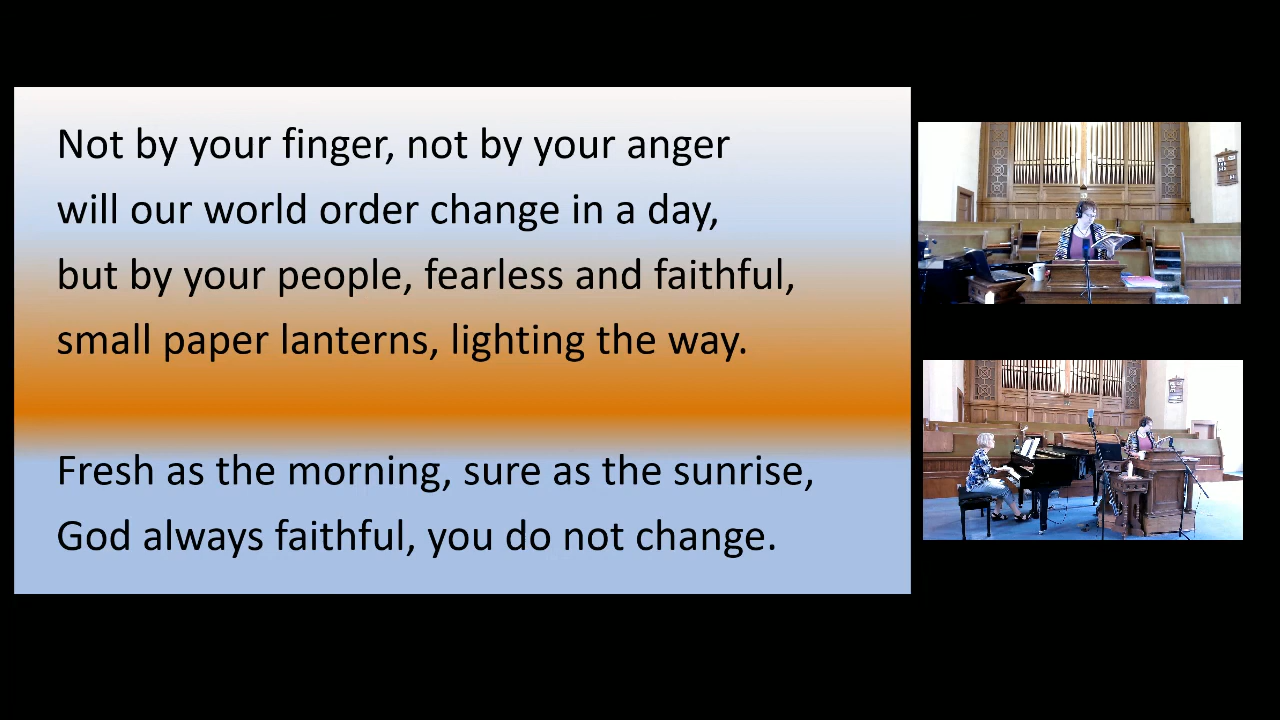 Not by your finger, not by your anger
will our world order change in a day,
but by your people, fearless and faithful,
small paper lanterns, lighting the way.
Fresh as the morning, sure as the sunrise,
God always faithful, you do not change.